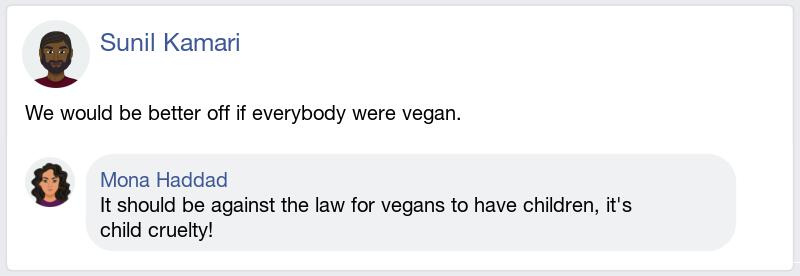 Sunil Kamari
We would be better off if everybody were vegan.
Mona Haddad
It should be against the law for vegans to have children, it's
child cruelty!